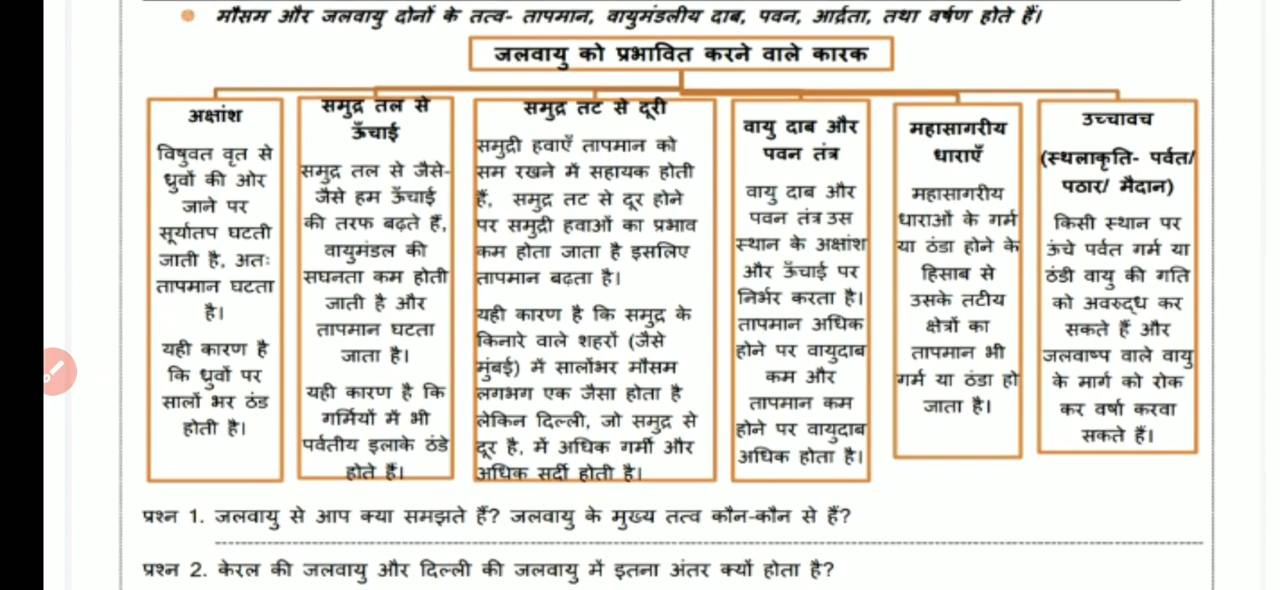 मौसम और जलवायु दोनों के तत्व- तापमान, वायुमंडलीय दाब, पवन, आर्द्रता, तथा वर्षण होते हैं।
जलवायु को प्रभावित करने वाले कारक
अक्षांश
विषुवत वृत से
ध्रुवों की ओर
जाने पर
सूर्यातप घटती
जाती है, अतः
तापमान घटता
है।
यही कारण है
कि ध्रुवों पर
सालों भर ठंड
होती है।
समुद्र तल से
ऊँचाई
समुद्र तल से जैसे-
जैसे हम ऊँचाई
की तरफ बढ़ते हैं,
वायुमंडल की
सघनता कम होती
जाती है और
तापमान घटता
जाता है।
यही कारण है कि
गर्मियों में भी
पर्वतीय इलाके ठंडे
होते हैं।
समुद्र तट से दूरी
समुद्री हवाएँ तापमान को
सम रखने में सहायक होती
हैं, समुद्र तट से दूर होने
पर समुद्री हवाओं का प्रभाव
कम होता जाता है इसलिए
तापमान बढ़ता है।
यही कारण है कि समुद्र के
किनारे वाले शहरों (जैसे
मुंबई) में सालोंभर मौसम
लगभग एक जैसा होता है
लेकिन दिल्ली, जो समुद्र से
दूर है, में अधिक गर्मी और
अधिक सर्दी होती है।
वायु दाब और
पवन तंत्र
वायु दाब और
पवन तंत्र उस
स्थान के अक्षांश
और ऊँचाई पर
निर्भर करता है।
तापमान अधिक
होने पर वायुदाब
कम और
तापमान कम
होने पर वायुदाब
अधिक होता है।
महासागरीय
धाराएँ
महासागरीय
धाराओं के गर्म
या ठंडा होने के
हिसाब से
उसके तटीय
क्षेत्रों का
तापमान भी
गर्म या ठंडा हो
जाता है।
उच्चावच
(स्थलाकृति- पर्वत/
पठार/ मैदान)
किसी स्थान पर
ऊंचे पर्वत गर्म या
ठंडी वायु की गति
को अवरुद्ध कर
सकते हैं और
जलवाष्प वाले वायु
के मार्ग को रोक
कर वर्षा करवा
सकते हैं।
प्रश्न 1. जलवायु से आप क्या समझते हैं? जलवायु के मुख्य तत्व कौन-कौन से हैं?
प्रश्न 2. केरल की जलवायु और दिल्ली की जलवायु में इतना अंतर क्यों होता है?